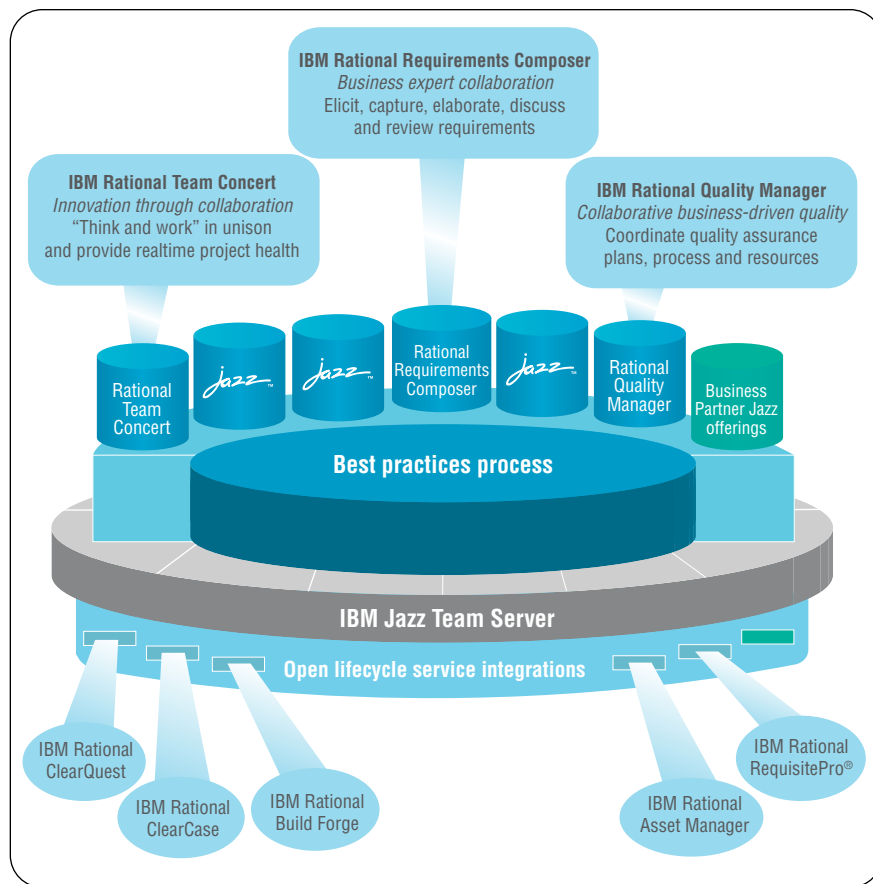 IBM Rational Requirements Composer
Business expert collaboration
Elicit, capture, elaborate, discuss
and review requirements
IBM Rational Team Concert
Innovation through collaboration
“Think and work” in unison
and provide realtime project health
IBM Rational Quality Manager
Collaborative business-driven quality
Coordinate quality assurance
plans, process and resources
Rational
Team
Concert
Jazz™
Jazz™
Rational
Requirements
Composer
Jazz™
Rational
Quality
Manager
Business
Partner Jazz
offerings
Best practices process
IBM Jazz Team Server
Open lifecycle service integrations
IBM Rational
ClearQuest
IBM Rational
ClearCase
IBM Rational
Build Forge
IBM Rational
Asset Manager
IBM Rational
RequisitePro®